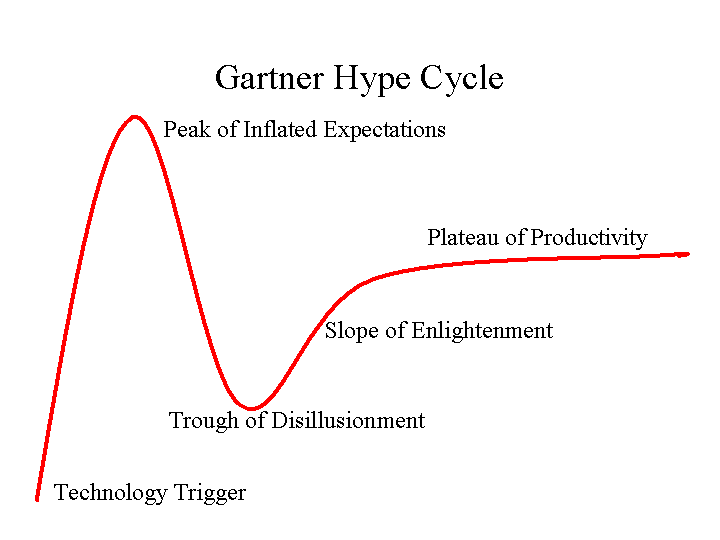 Gartner Hype Cycle
Peak of Inflated Expectations
Plateau of Productivity
Slope of Enlightenment
Trough of Disillusionment
Technology Trigger